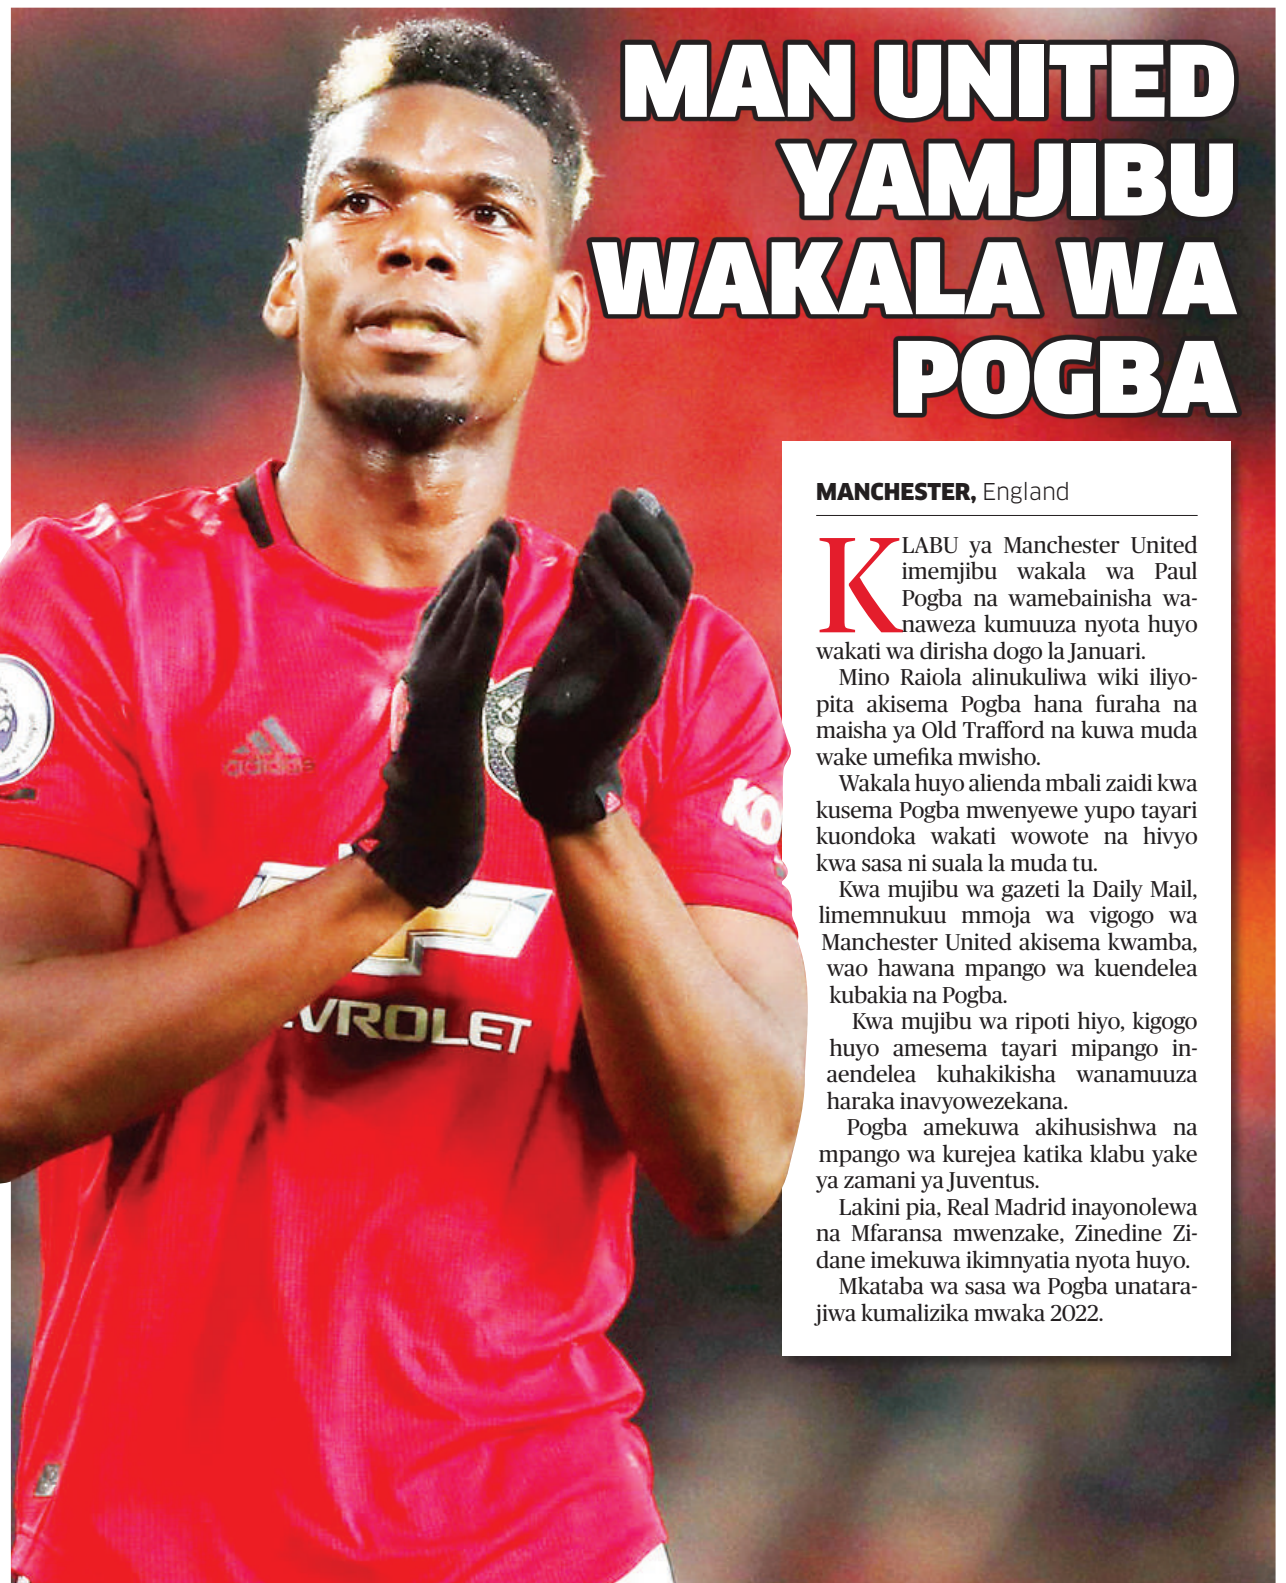 MAN UNITED
YAMJIBU
WAKALA WA
POGBA
MANCHESTER, England
KLABU ya Manchester United
imemjibu wakala wa Paul
Pogba na wamebainisha wa-
naweza kumuuza nyota huyo
wakati wa dirisha dogo la Januari.
Mino Raiola alinukuliwa wiki iliyo-
pita akisema Pogba hana furaha na
maisha ya Old Trafford na kuwa muda
wake umefika mwisho.
Wakala huyo alienda mbali zaidi kwa
kusema Pogba mwenyewe yupo tayari
kuondoka wakati wowote na hivyo
kwa sasa ni suala la muda tu.
Kwa mujibu wa gazeti la Daily Mail,
limemnukuu mmoja wa vigogo wa
Manchester United akisema kwamba,
wao hawana mpango wa kuendelea
kubakia na Pogba.
Kwa mujibu wa ripoti hiyo, kigogo
huyo amesema tayari mipango in-
aendelea kuhakikisha wanamuuza
haraka inavyowezekana.
Pogba amekuwa akihusishwa na
mpango wa kurejea katika klabu yake
ya zamani ya Juventus.
Lakini pia, Real Madrid inayonolewa
na Mfaransa mwenzake, Zinedine Zi-
dane imekuwa ikimnyatia nyota huyo.
Mkataba wa sasa wa Pogba unatara-
jiwa kumalizika mwaka 2022.
adidas
KO
VROLET